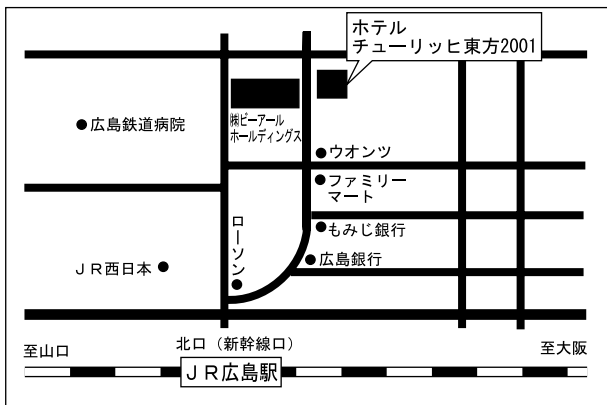 ホテル
チューリッヒ東方2001
㈱ピーアール
ホールディングス
広島鉄道病院
ウオンツ
ファミリー
マート
ローソン
もみじ銀行
広島銀行
ＪＲ西日本
北口（新幹線口）
至山口
至大阪
ＪＲ広島駅